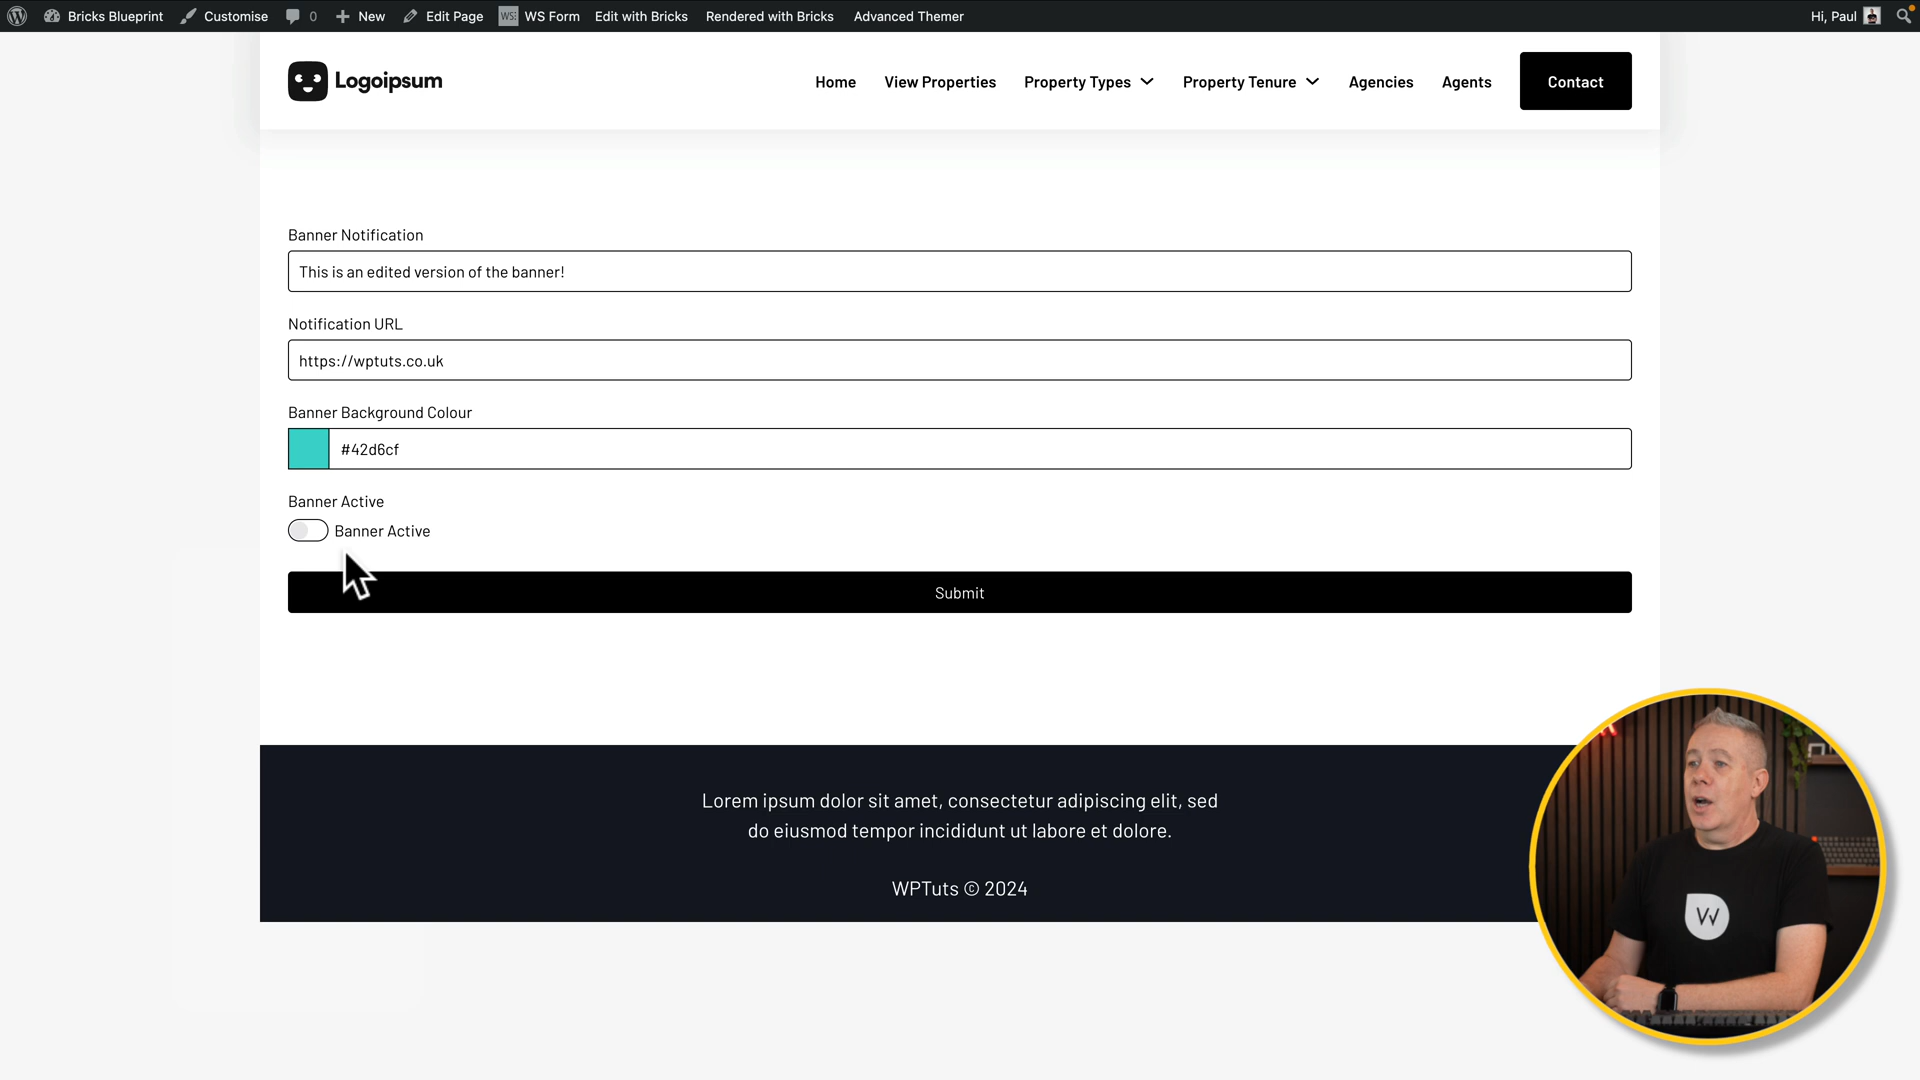 Bricks Blueprint Customise 0 New Edit Page WS Form Edit with Bricks Rendered with Bricks Advanced Themer Hi, Paul
Logoipsum Home View Properties Property Types Property Tenure Agencies Agents Contact
Banner Notification
This is an edited version of the banner!
Notification URL
https://wptuts.co.uk
Banner Background Colour
#42d6cf
Banner Active
Banner Active
Submit
Lorem ipsum dolor sit amet, consectetur adipiscing elit, sed
do eiusmod tempor incididunt ut labore et dolore.
WPTuts © 2024
W